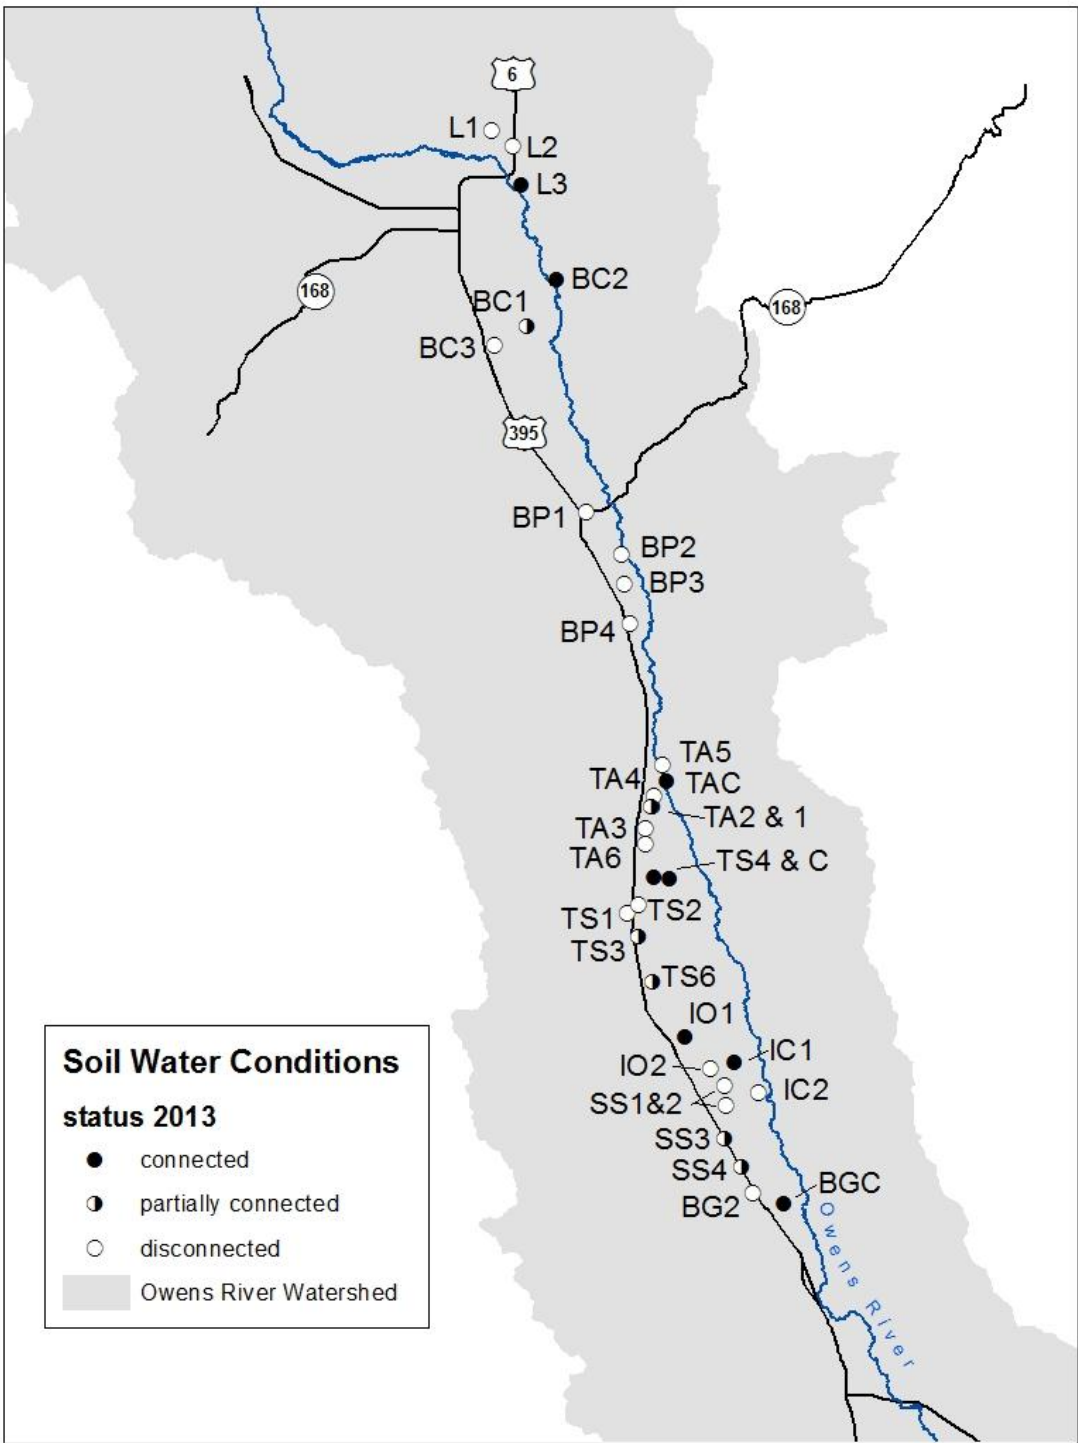 6
L1
L2
L3
BC2
168
168
BC1
BC3
395
BP1
BP2
BP3
BP4
TA5
TA4
TAC
TA2 & 1
TA3
TA6
TS4 & C
TS2
TS1
TS3
TS6
IO1
IC1
IO2
IC2
SS1&2
SS3
SS4
BGC
BG2
Owens River
Soil Water Conditions
status 2013
connected
partially connected
disconnected
Owens River Watershed